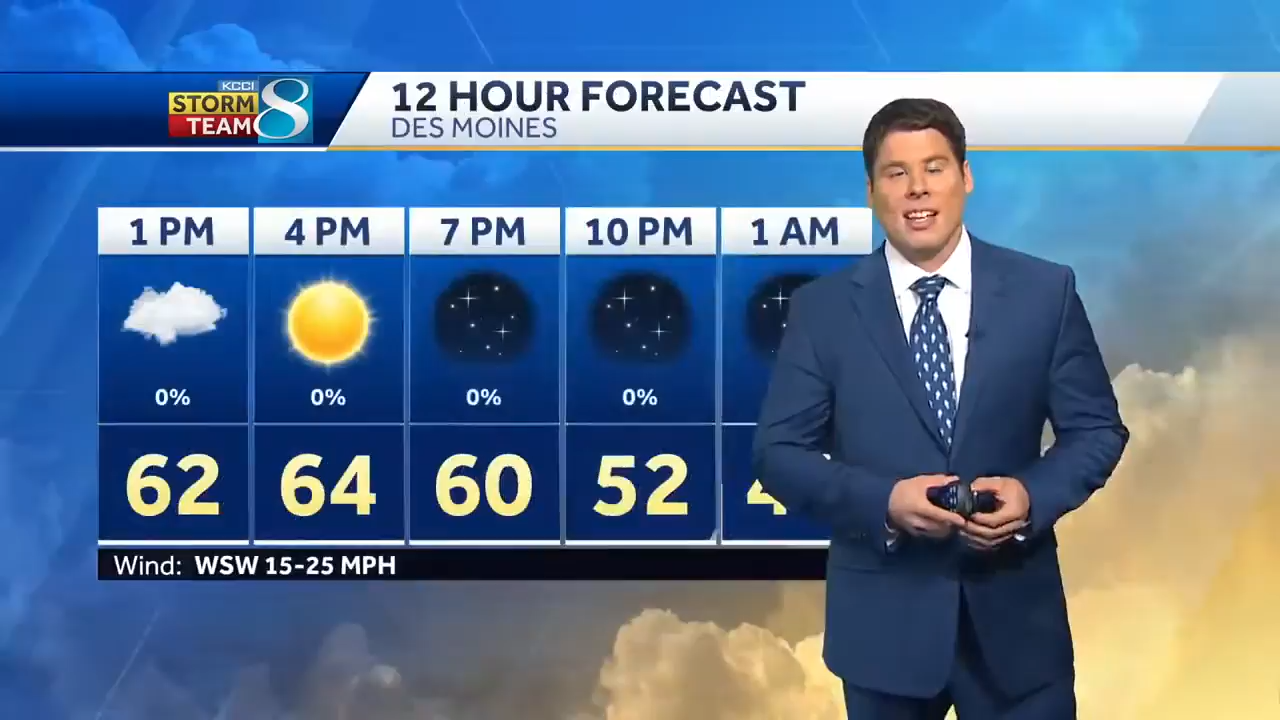 KCCI
STORM
TEAM 8
12 HOUR FORECAST
DES MOINES
1 PM 4 PM 7 PM 10 PM 1 AM
0% 0% 0% 0%
62 64 60 52 4
Wind: WSW 15-25 MPH